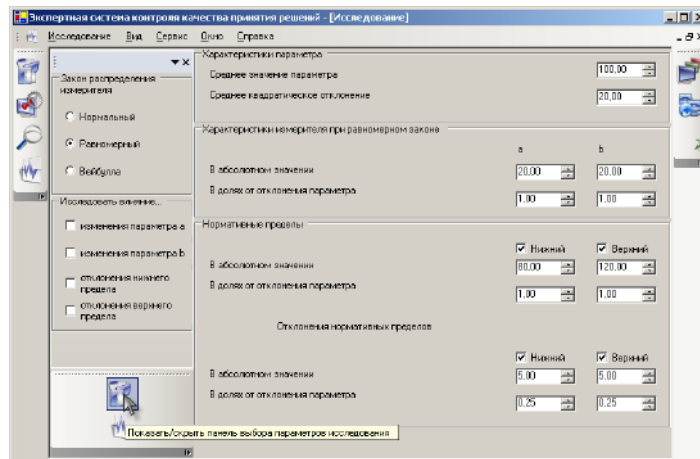 Экспертная система контроля качества принятия решений - [Исследование]
Исследование Вид Сервис Окно Справка
Закон распределения
измерителя
Нормальный
Равномерный
Вейбулла
Исследовать влияние...
изменения параметра a
изменения параметра b
отклонения нижнего
предела
отклонения верхнего
предела
Характеристики параметра
Среднее значение параметра 100,00
Среднее квадратическое отклонение 20,00
Характеристики измерителя при равномерном законе
a b
В абсолютном значении 20.00 20.00
В долях от отклонения параметра 1.00 1.00
Нормативные пределы
Нижний Верхний
В абсолютном значении 80.00 120.00
В долях от отклонения параметра 1,00 1,00
Отклонения нормативных пределов
Нижний Верхний
В абсолютном значении 5.00 5.00
В долях от отклонения параметра 0.25 0.25
Показать/скрыть панель выбора параметров исследования